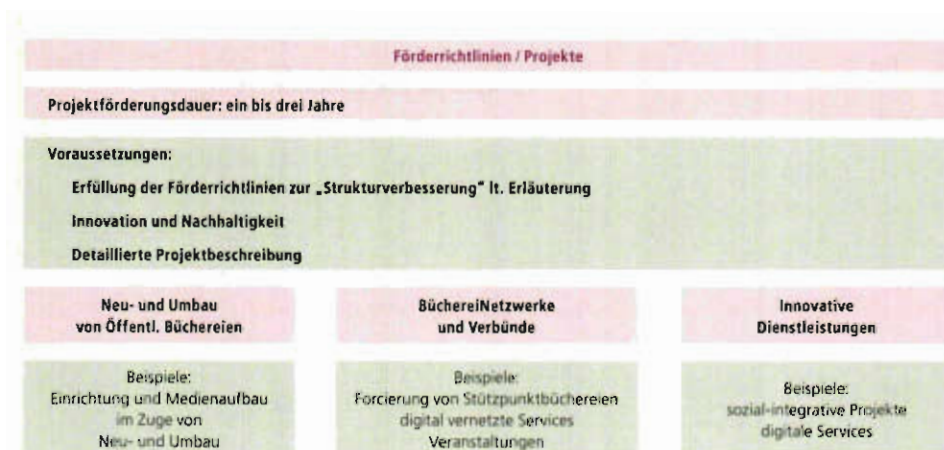 Förderrichtlinien / Projekte
Projektförderungsdauer: ein bis drei Jahre
Voraussetzungen:
Erfüllung der Förderrichtlinien zur „Strukturverbesserung“ lt. Erläuterung
Innovation und Nachhaltigkeit
Detaillierte Projektbeschreibung
Neu- und Umbau
von Öffentl. Büchereien
Beispiele:
Einrichtung und Medienaufbau
im Zuge von
Neu- und Umbau
BüchereiNetzwerke
und Verbünde
Beispiele:
Forcierung von Stützpunktbüchereien
digital vernetzte Services
Veranstaltungen
Innovative
Dienstleistungen
Beispiele:
sozial-integrative Projekte
digitale Services